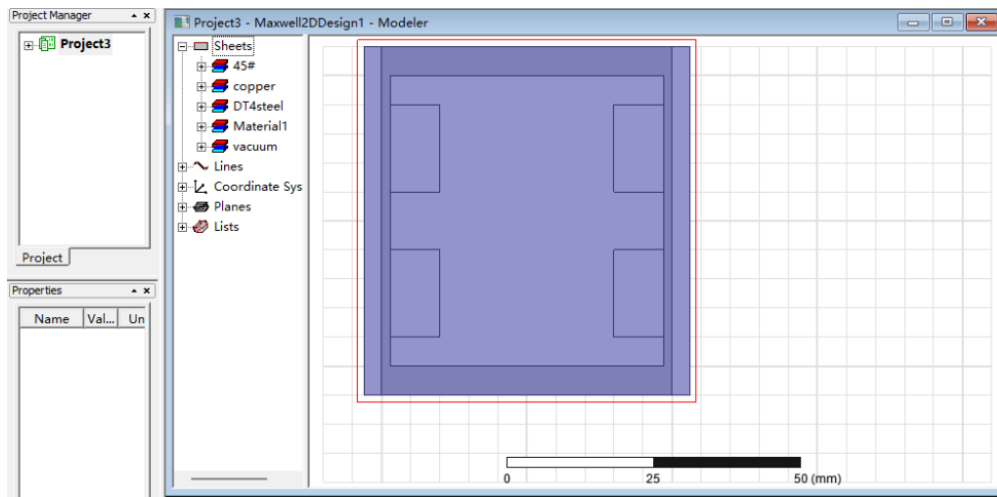 Project Manager
Project3
Project
Properties
Name Val... Un
Project3 - Maxwell2DDesign1 - Modeler
Sheets
45#
copper
DT4steel
Material1
vacuum
Lines
Coordinate Sys
Planes
Lists
0 25 50 (mm)